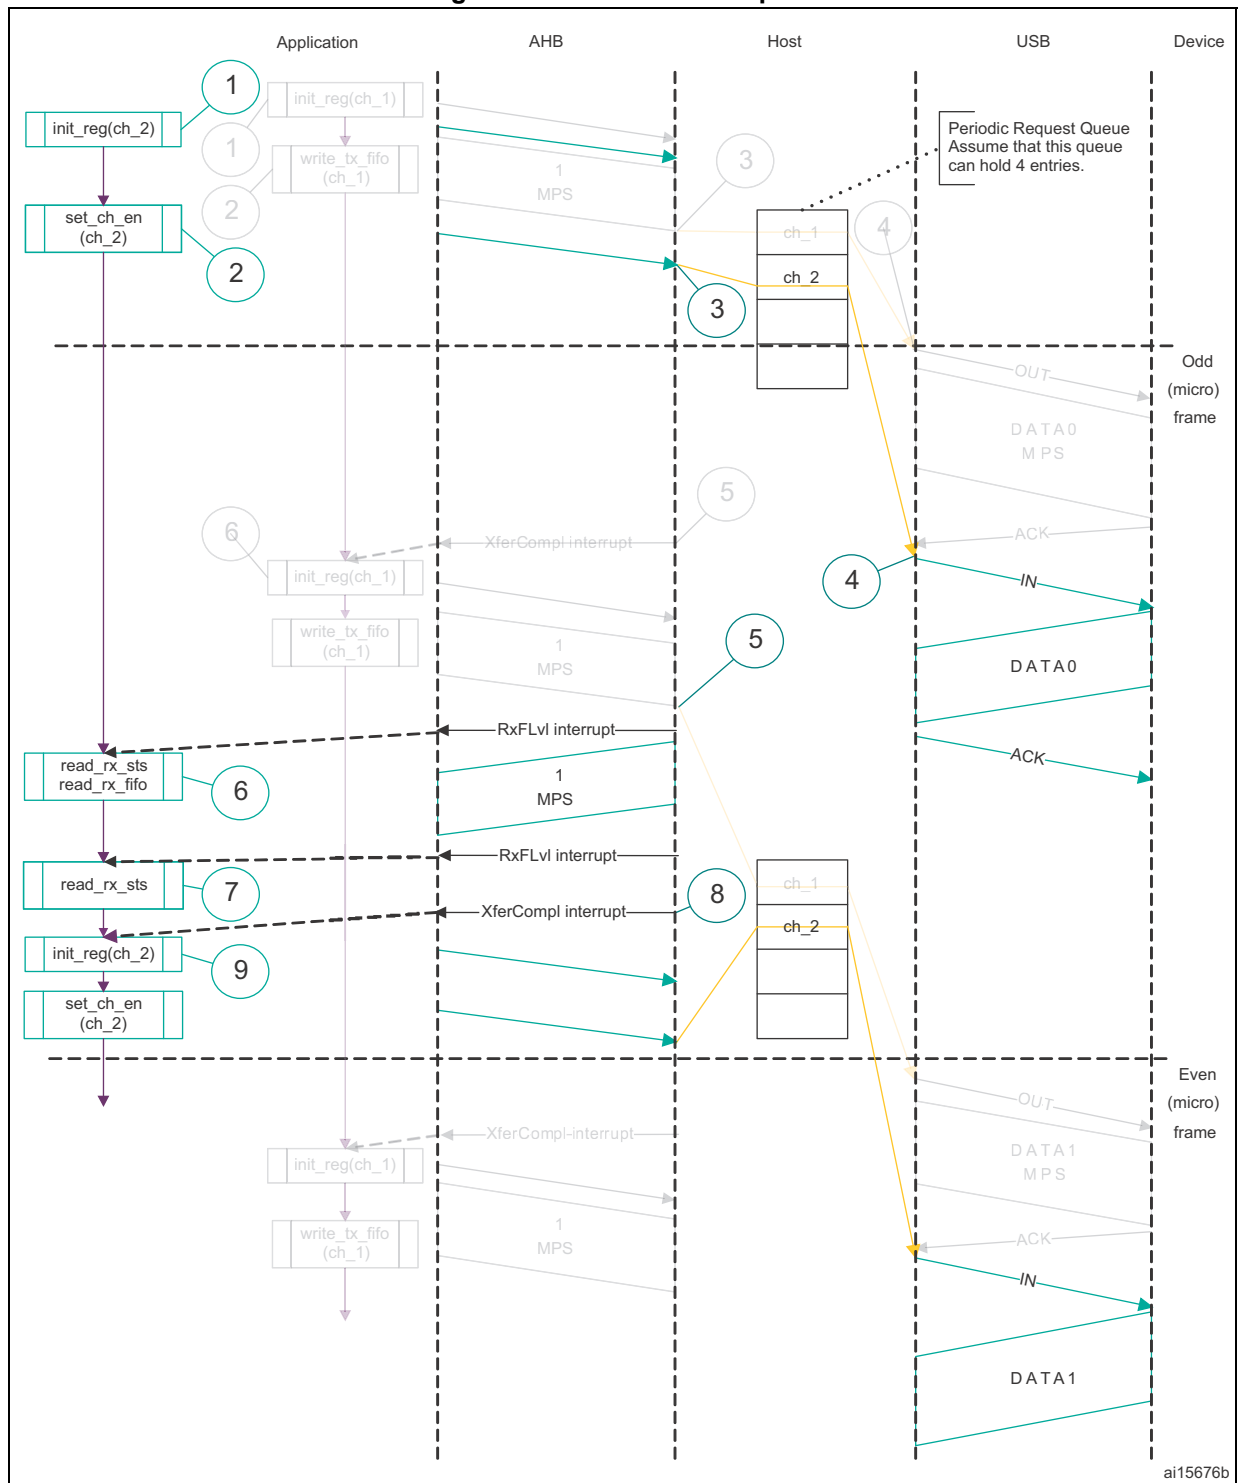 Application
AHB
Host
USB
Device
1
init_reg(ch_1)
init_reg(ch_2)
1
Periodic Request Queue
Assume that this queue
can hold 4 entries.
write_tx_fifo
(ch_1)
1
MPS
3
2
set_ch_en
(ch_2)
ch_1
4
2
ch_2
3
Odd
(micro)
frame
OUT
DATA0
MPS
5
6
XferCompl interrupt
ACK
init_reg(ch_1)
4
IN
write_tx_fifo
(ch_1)
1
MPS
5
DATA0
RxFLvl interrupt
ACK
read_rx_sts
read_rx_fifo
6
1
MPS
RxFLvl interrupt
read_rx_sts
7
8
ch_1
XferCompl interrupt
ch_2
init_reg(ch_2)
9
set_ch_en
(ch_2)
Even
(micro)
frame
OUT
XferCompl-interrupt
DATA1
MPS
init_reg(ch_1)
write_tx_fifo
(ch_1)
1
MPS
ACK
IN
DATA1
ai15676b